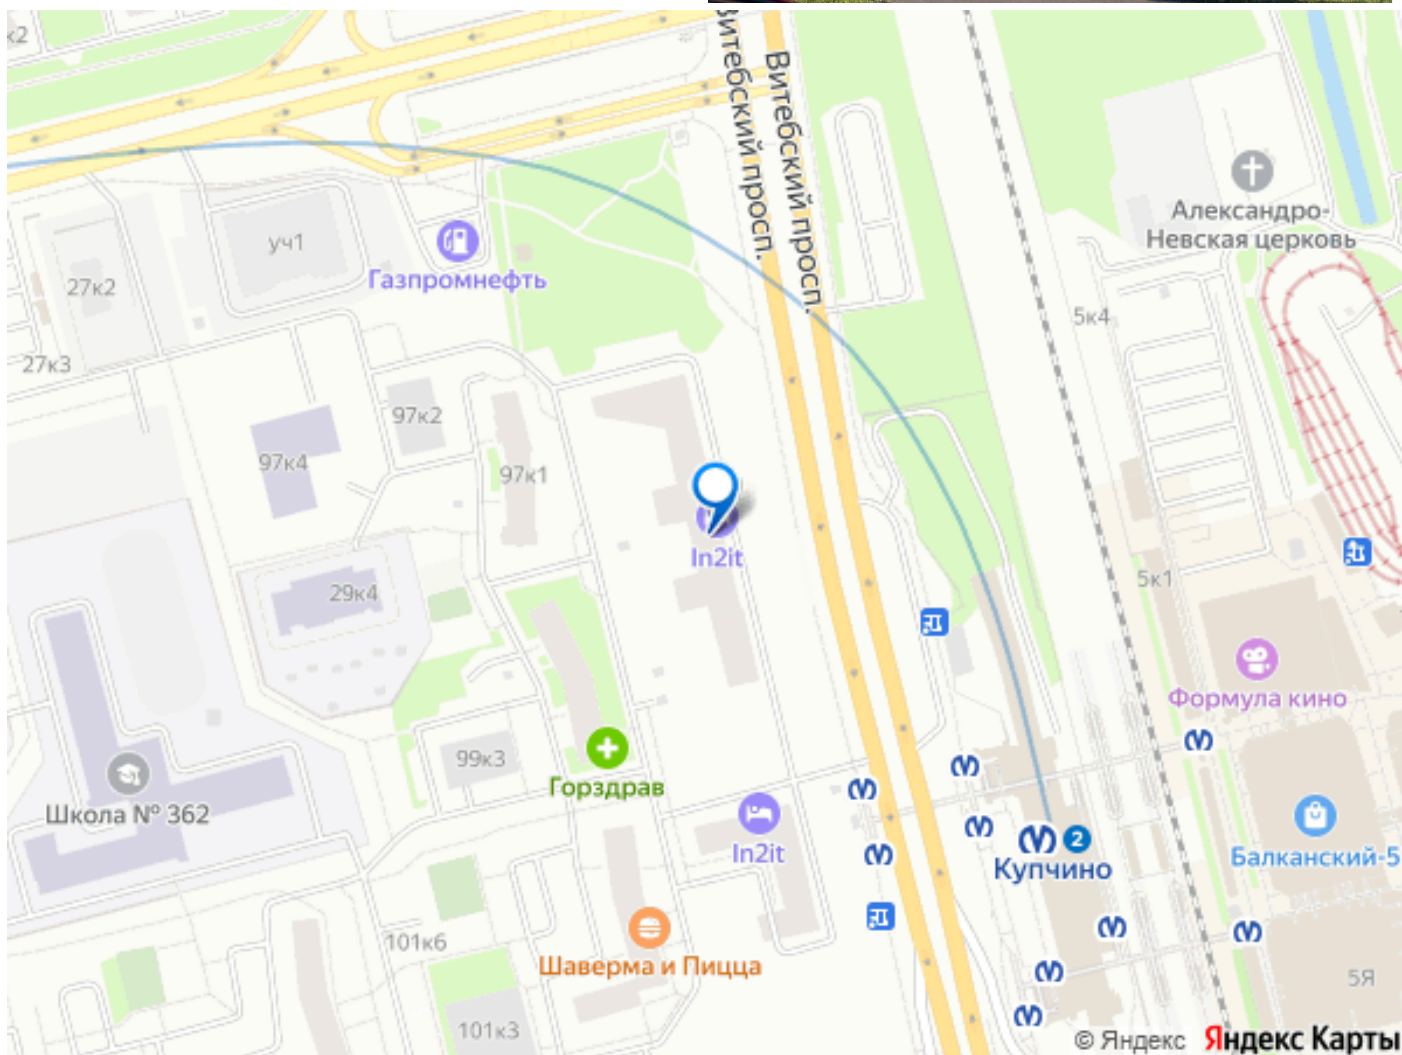 к2
Витебский просп.
Витебский просп.
Александро-
Невская церковь
уч1
Газпромнефть
27к2
5к4
27к3
97к2
97к4
97к1
In2it
29к4
5к1
Формула кино
99к3
Горздрав
Школа № 362
In2it
2
Купчино
Балканский-5
101к6
Шаверма и Пицца
5Я
101к3
© Яндекс Яндекс Карты